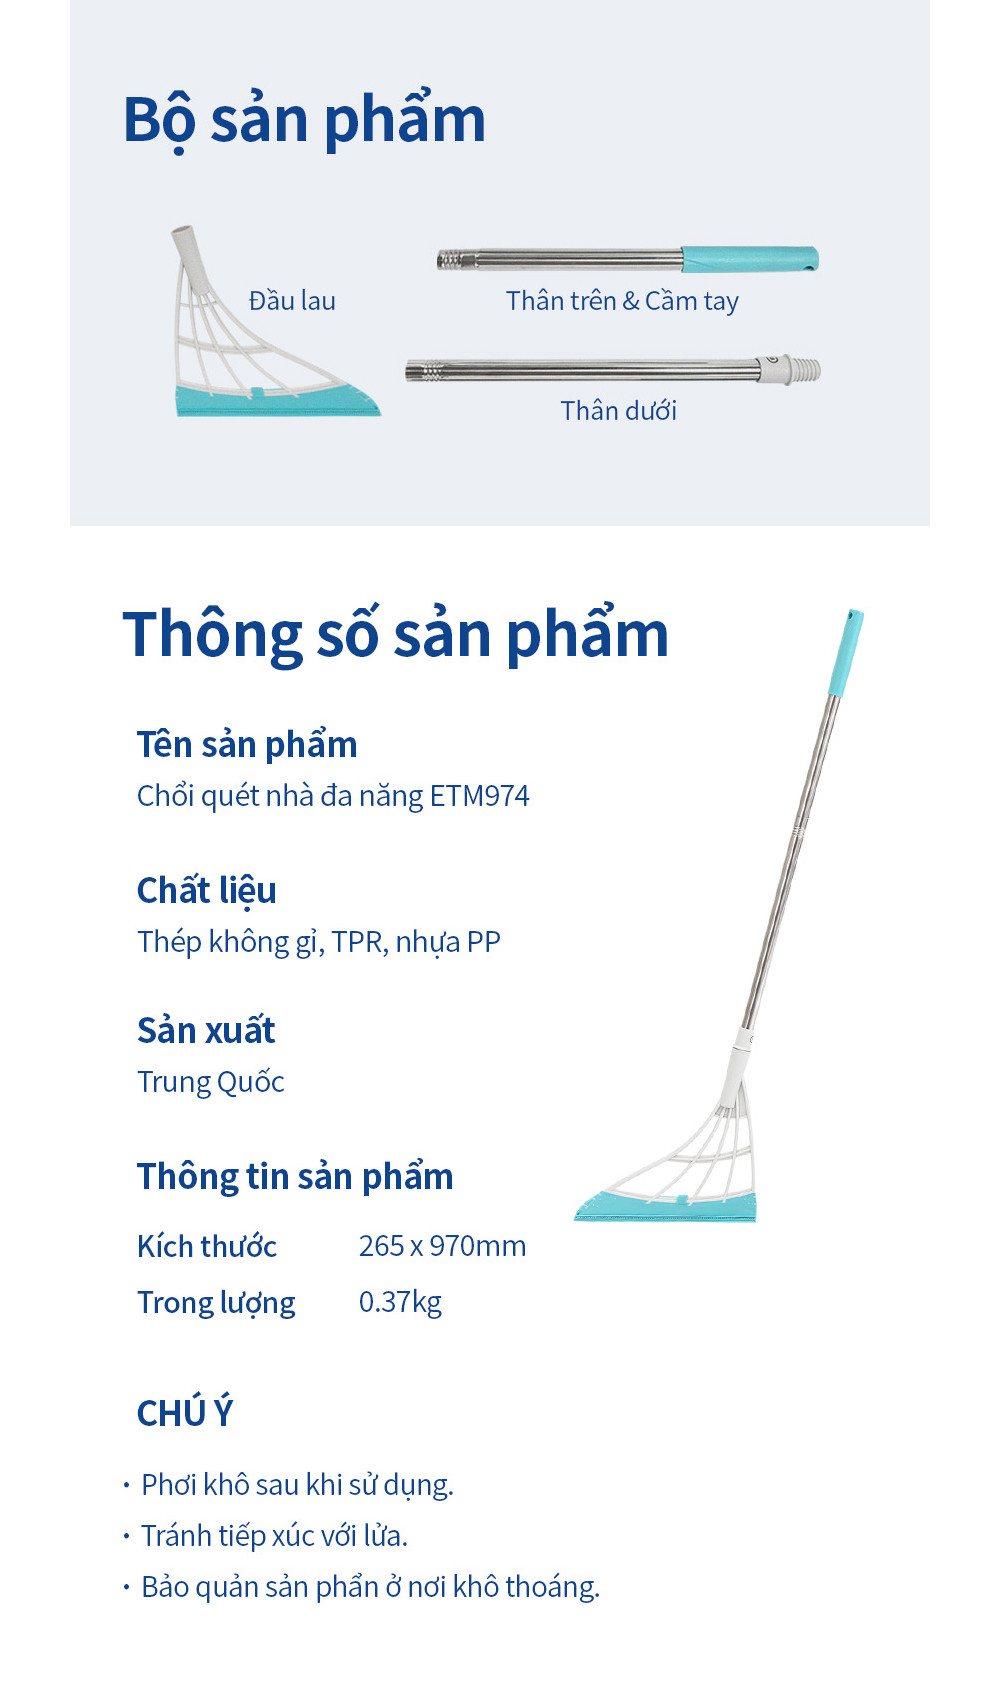 Bộ sản phẩm
Đầu lau
Thân trên & Cầm tay
Thân dưới
Thông số sản phẩm
Tên sản phẩm
Chổi quét nhà đa năng ETM974
Chất liệu
Thép không gỉ, TPR, nhựa PP
Sản xuất
Trung Quốc
Thông tin sản phẩm
Kích thước 265 x 970mm
Trong lượng 0.37kg
CHÚ Ý
· Phơi khô sau khi sử dụng.
· Tránh tiếp xúc với lửa.
· Bảo quản sản phẩn ở nơi khô thoáng.